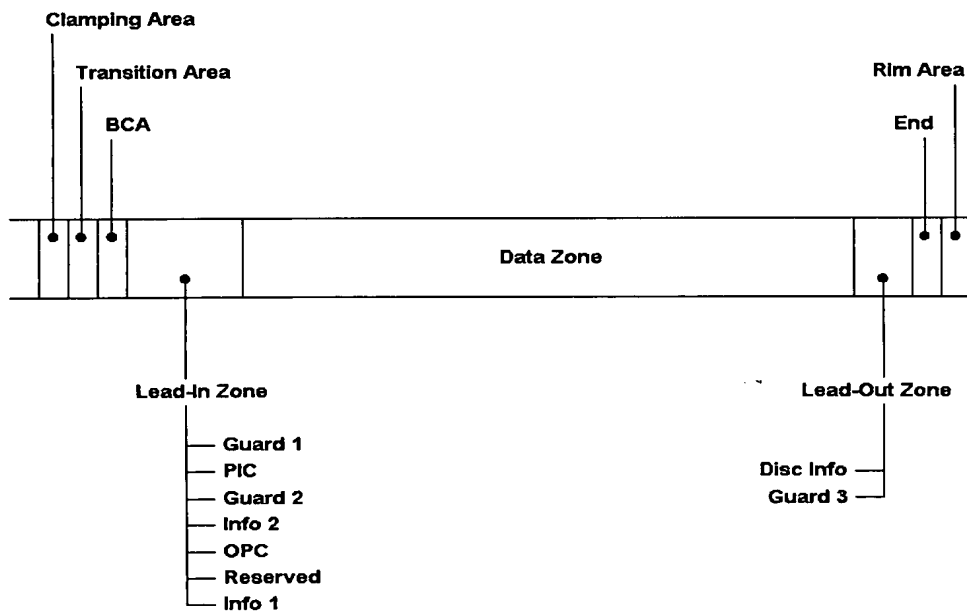 Clamping Area
Transition Area
Rim Area
BCA
End
Data Zone
Lead-In Zone
Lead-Out Zone
Guard 1
PIC
Disc Info
Guard 2
Guard 3
Info 2
OPC
Reserved
Info 1